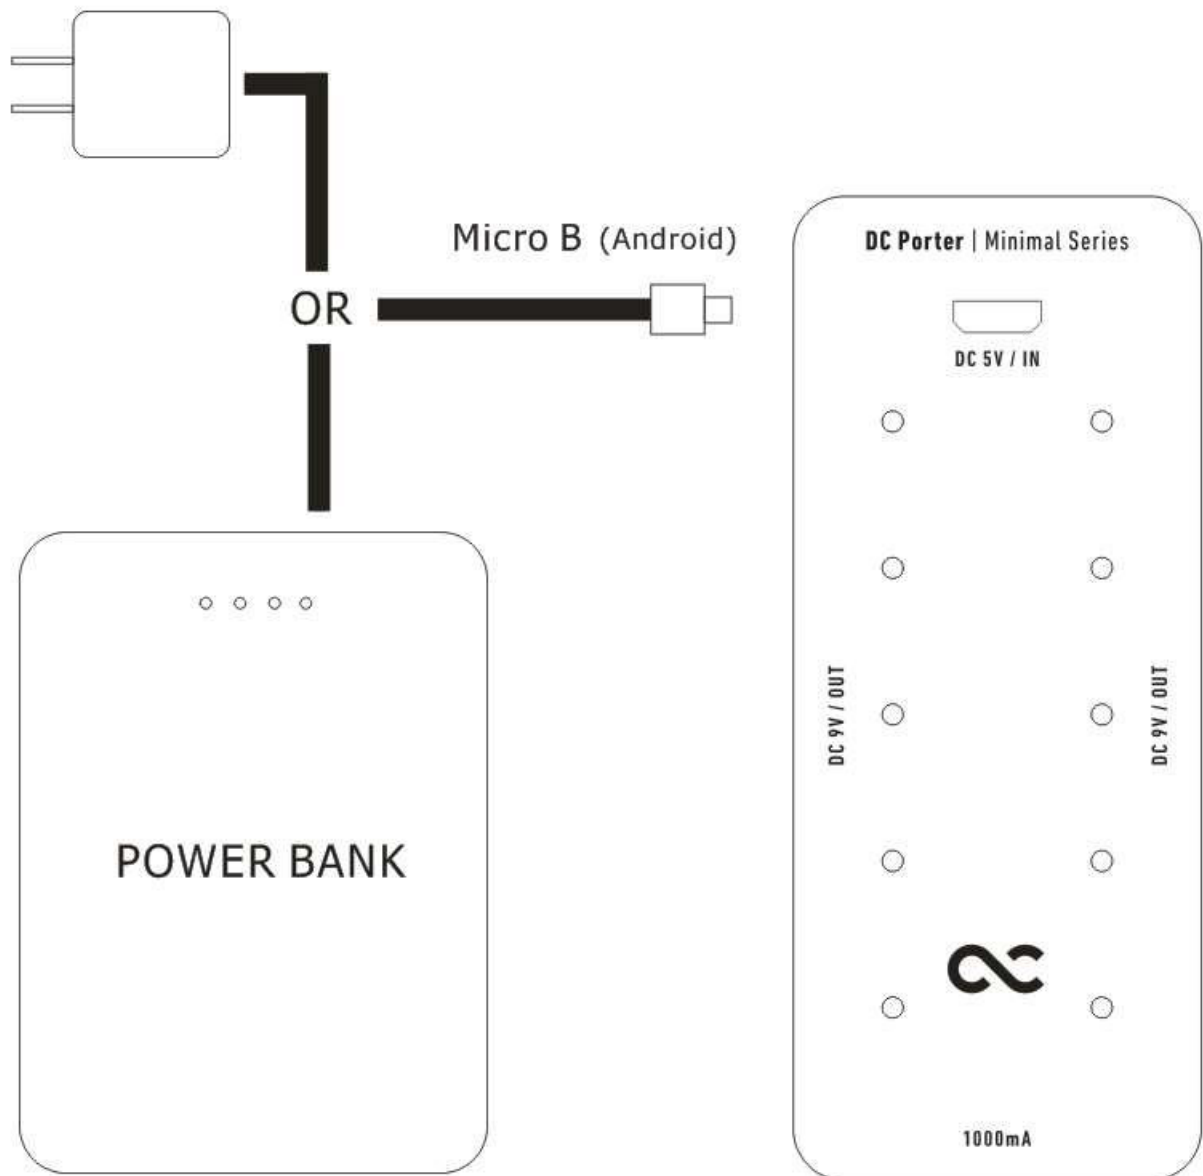 Micro B (Android)
OR
DC Porter | Minimal Series
DC 5V / IN
DC 9V / OUT
DC 9V / OUT
POWER BANK
1000mA